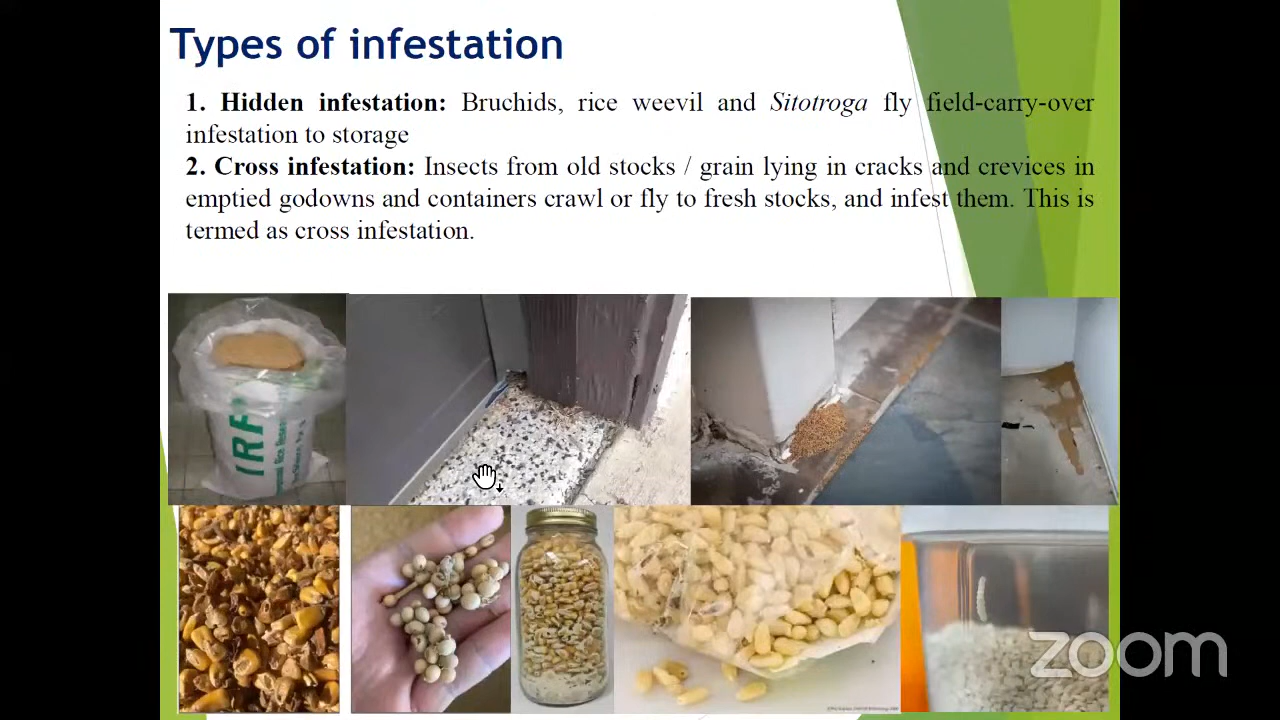 Types of infestation
1. Hidden infestation: Bruchids, rice weevil and Sitotroga fly field-carry-over
infestation to storage
2. Cross infestation: Insects from old stocks / grain lying in cracks and crevices in
emptied godowns and containers crawl or fly to fresh stocks, and infest them. This is
termed as cross infestation.
zoom